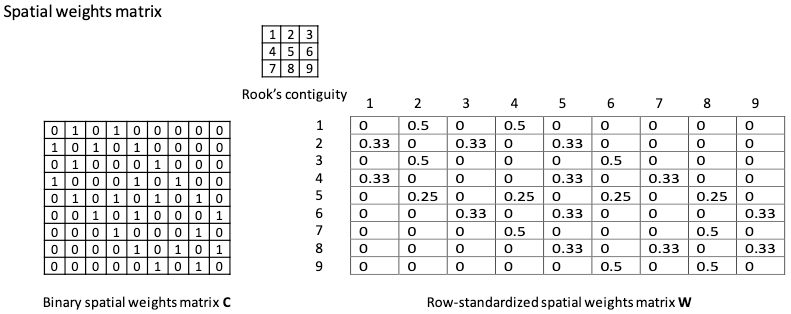 Spatial weights matrix
1 2 3
4 5 6
7 8 9
Rook's contiguity
0 1 0 1 0 0 0 0 0
1 0 1 0 1 0 0 0 0
0 1 0 0 0 1 0 0 0
1 0 0 0 1 0 1 0 0
0 1 0 1 0 1 0 1 0
0 0 1 0 1 0 0 0 1
0 0 0 1 0 0 0 1 0
0 0 0 0 1 0 1 0 1
0 0 0 0 0 1 0 1 0
Binary spatial weights matrix C
1 2 3 4 5 6 7 8 9
1 0 0.5 0 0.5 0 0 0 0 0
2 0.33 0 0.33 0 0.33 0 0 0 0
3 0 0.5 0 0 0 0.5 0 0 0
4 0.33 0 0 0 0.33 0 0.33 0 0
5 0 0.25 0 0.25 0 0.25 0 0.25 0
6 0 0 0.33 0 0.33 0 0 0 0.33
7 0 0 0 0.5 0 0 0 0.5 0
8 0 0 0 0 0.33 0 0.33 0 0.33
9 0 0 0 0 0 0.5 0 0.5 0
Row-standardized spatial weights matrix W